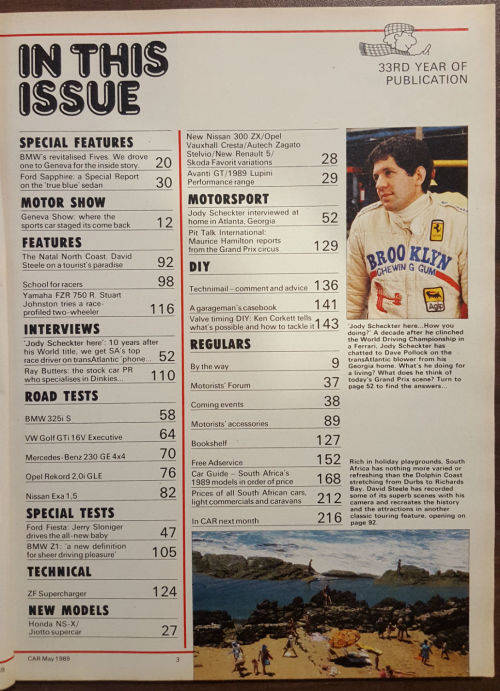 IN THIS
ISSUE
33RD YEAR OF
PUBLICATION
SPECIAL FEATURES
BMW's revitalised Fives. We drove
one to Geneva for the inside story. 20
Ford Sapphire: a Special Report
on the 'true blue' sedan 30
MOTOR SHOW
Geneva Show: where the
sports car staged its come back 12
FEATURES
The Natal North Coast. David
Steele on a tourist's paradise 92
School for racers 98
Yamaha FZR 750 R. Stuart
Johnston tries a race-
profiled two-wheeler 116
INTERVIEWS
'Jody Scheckter here': 10 years after
his World title, we get SA's top
race driver on transAtlantic 'phone... 52
Ray Butters: the stock car PR
who specialises in Dinkies... 110
ROAD TESTS
BMW 325i S 58
VW Golf GTi 16V Executive 64
Mercedes-Benz 230 GE 4x4 70
Opel Rekord 2,0i GLE 76
Nissan Exa 1,5 82
SPECIAL TESTS
Ford Fiesta: Jerry Sloniger
drives the all-new baby 47
BMW Z1: 'a new definition
for sheer driving pleasure' 105
TECHNICAL
ZF Supercharger 124
NEW MODELS
Honda NS-X/
Jiotto supercar 27
New Nissan 300 ZX/Opel
Vauxhall Cresta/Autech Zagato
Stelvio/New Renault 5/
Skoda Favorit variations 28
Avanti GT/1989 Lupini
Performance range 29
MOTORSPORT
Jody Scheckter interviewed at
home in Atlanta, Georgia 52
Pit Talk International:
Maurice Hamilton reports
from the Grand Prix circus 129
DIY
Technimail – comment and advice 136
A garageman's casebook 141
Valve timing DIY: Ken Corkett tells
what's possible and how to tackle it 143
REGULARS
By the way 9
Motorists' Forum 37
Coming events 38
Motorists' accessories 89
Bookshelf 127
Free Adservice 152
Car Guide – South Africa's
1989 models in order of price 168
Prices of all South African cars,
light commercials and caravans 212
In CAR next month 216
BROOKLYN
CHEWIN G GUM
Agip
'Jody Scheckter here...How you
doing?' A decade after he clinched
the World Driving Championship in
a Ferrari, Jody Scheckter has
chatted to Dave Pollock on the
transAtlantic blower from his
Georgia home. What's he doing for
a living? What does he think of
today's Grand Prix scene? Turn to
page 52 to find the answers...
Rich in holiday playgrounds, South
Africa has nothing more varied or
refreshing than the Dolphin Coast
stretching from Durbs to Richards
Bay. David Steele has recorded
some of its superb scenes with his
camera and recreates the history
and the attractions in another
classic touring feature, opening on
page 92.
CAR May 1989 3